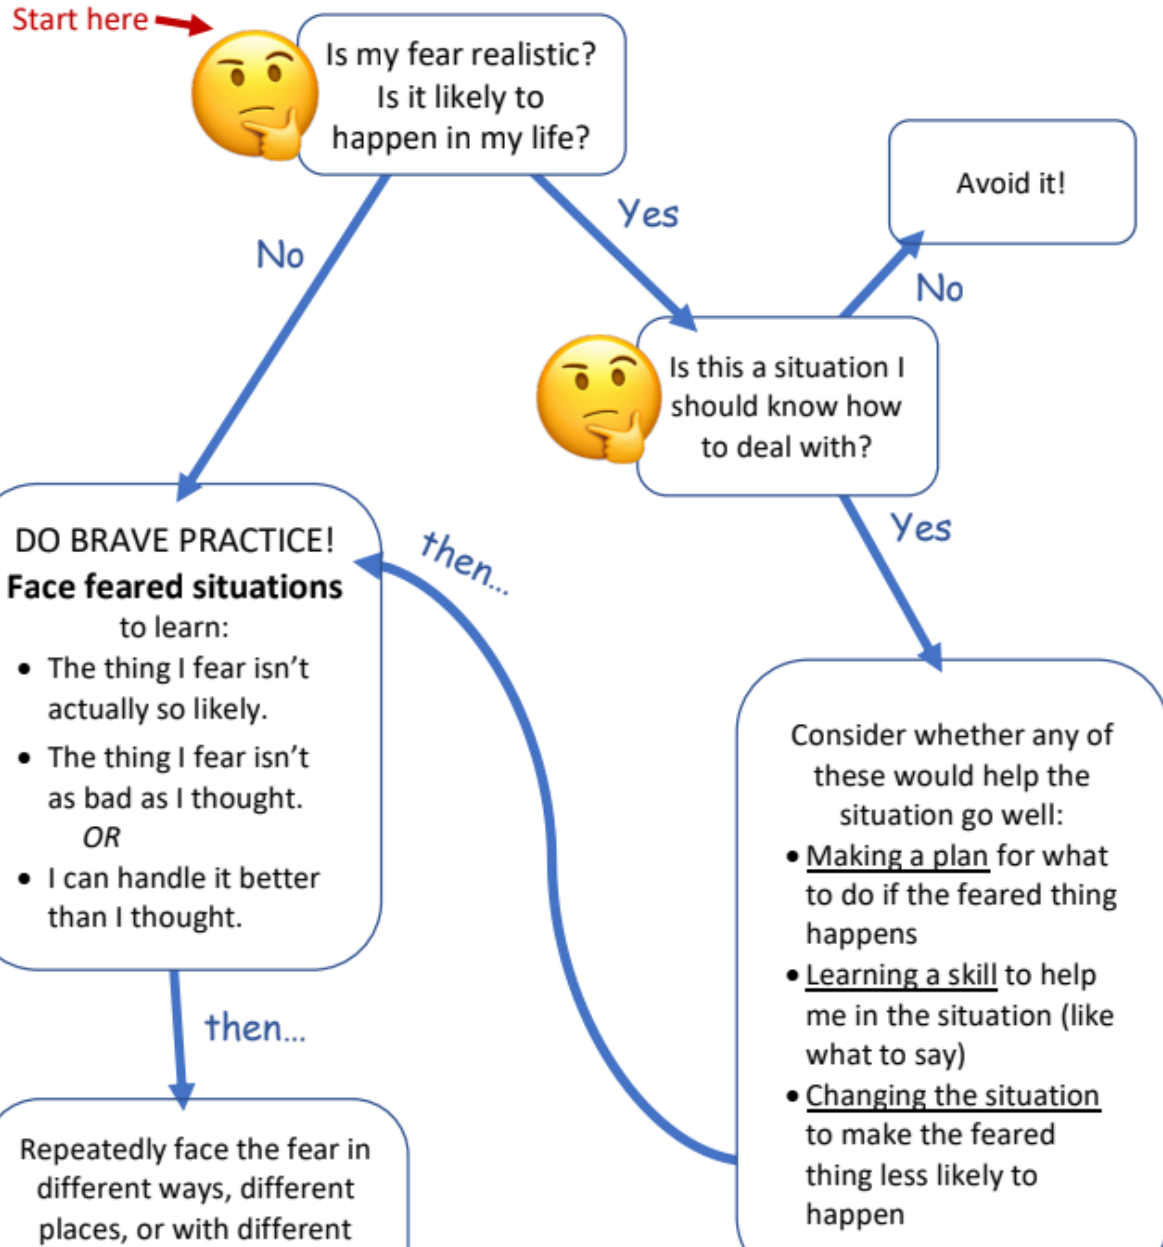 Start here
Is my fear realistic?
Is it likely to
happen in my life?
No
Yes
Avoid it!
No
Is this a situation I
should know how
to deal with?
Yes
DO BRAVE PRACTICE!
Face feared situations
to learn:
• The thing I fear isn’t
actually so likely.
• The thing I fear isn’t
as bad as I thought.
OR
• I can handle it better
than I thought.
then...
then...
Consider whether any of
these would help the
situation go well:
• Making a plan for what
to do if the feared thing
happens
• Learning a skill to help
me in the situation (like
what to say)
• Changing the situation
to make the feared
thing less likely to
happen
Repeatedly face the fear in
different ways, different
places, or with different